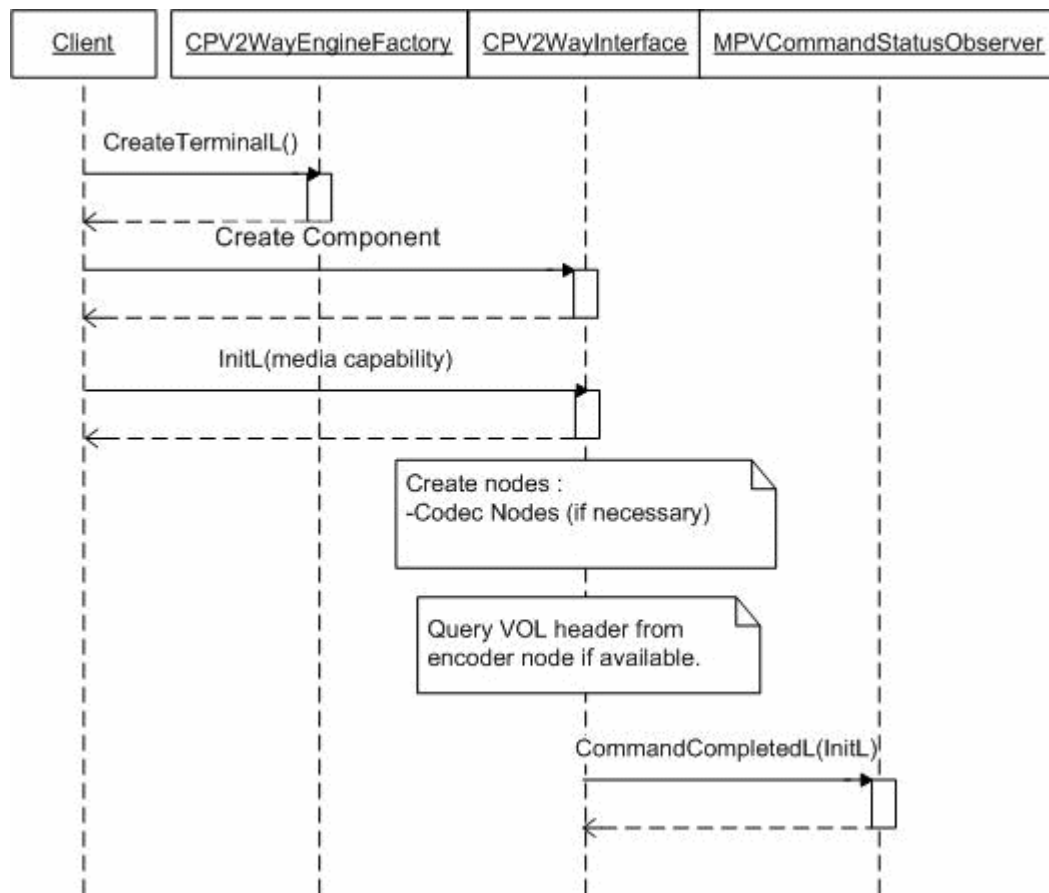 Client
CPV2WayEngineFactory
CPV2WayInterface
MPVCommandStatusObserver
CreateTerminalL()
Create Component
InitL(media capability)
Create nodes :
-Codec Nodes (if necessary)
Query VOL header from
encoder node if available.
CommandCompletedL(InitL)